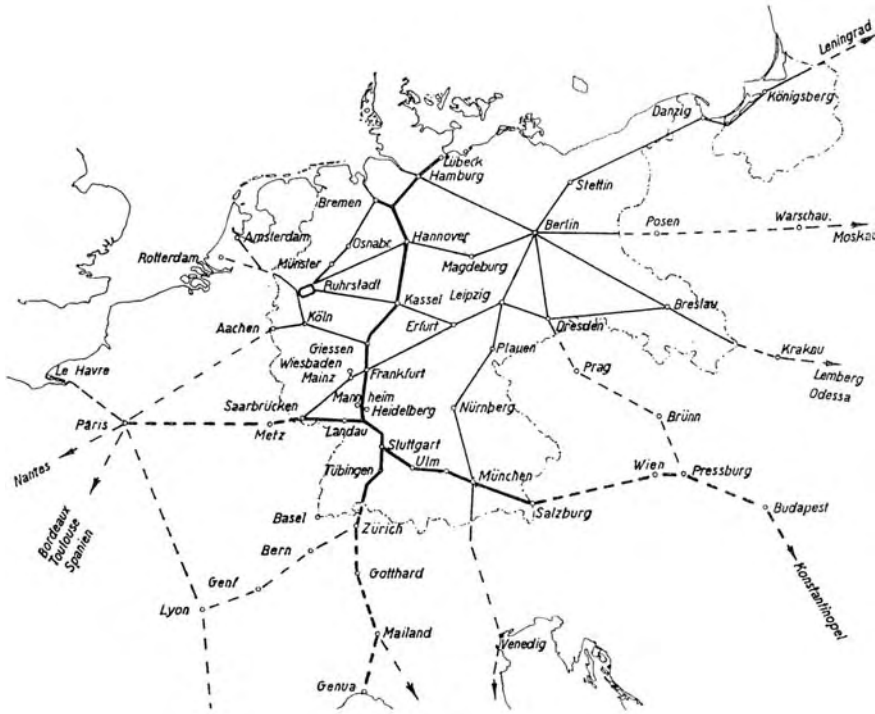 Leningrad
Königsberg
Danzig
Lübeck
Hamburg
Stettin
Bremen
Berlin
Posen
Warschau.
Moskau
Amsterdam
Osnabr.
Hannover
Rotterdam
Münster
Magdeburg
Ruhrstadt
Kassel
Leipzig
Breslau
Aachen
Köln
Erfurt
Dresden
Giessen
Plauen
Krakau
Wiesbaden
Mainz
Frankfurt
Prag
Lemberg
Odessa
Le Havre
Mannheim
Heidelberg
Saarbrücken
Nürnberg
Brünn
Paris
Metz
Landau
Stuttgart
Nantes
Tübingen
Ulm
München
Wien
Pressburg
Bordeaux
Toulouse
Spanien
Basel
Zürich
Salzburg
Budapest
Bern
Genf
Gotthard
Konstantinopel
Lyon
Mailand
Venedig
Genua